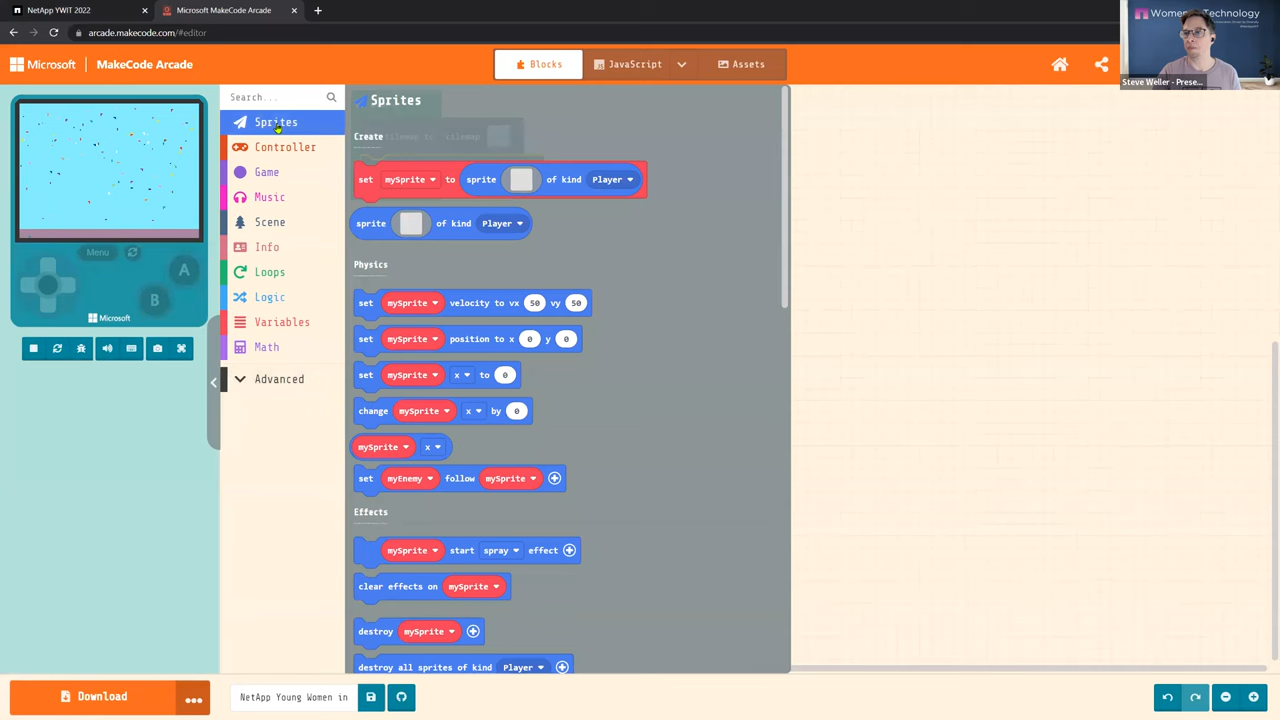 NetApp YWIT 2022
Microsoft MakeCode Arcade
arcade.makecode.com/#editor
Women Technology
Steve Weller - Prese...
Microsoft
MakeCode Arcade
Blocks
JavaScript
Assets
Menu
A
B
Microsoft
Search...
Sprites
Controller
Game
Music
Scene
Info
Loops
Logic
Variables
Math
Advanced
Sprites
Create
set mySprite to sprite of kind Player
sprite of kind Player
Physics
set mySprite velocity to vx 50 vy 50
set mySprite position to x 0 y 0
set mySprite x to 0
change mySprite x by 0
mySprite x
set myEnemy follow mySprite
Effects
mySprite start spray effect
clear effects on mySprite
destroy mySprite
destroy all sprites of kind Player
Download
NetApp Young Women in